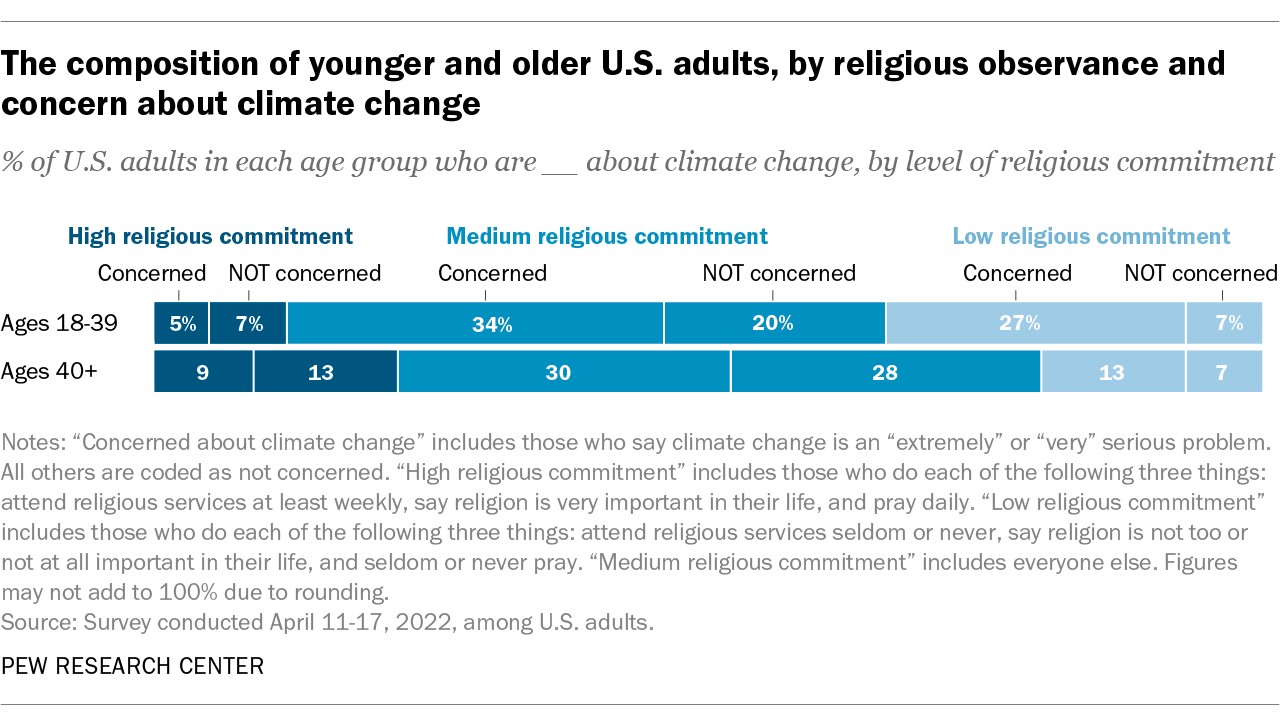 The composition of younger and older U.S. adults, by religious observance and
concern about climate change
% of U.S. adults in each age group who are __ about climate change, by level of religious commitment
High religious commitment Medium religious commitment Low religious commitment
Concerned NOT concerned Concerned NOT concerned Concerned NOT concerned
Ages 18-39 5% 7% 34% 20% 27% 7%
Ages 40+ 9 13 30 28 13 7
Notes: “Concerned about climate change” includes those who say climate change is an “extremely” or “very” serious problem.
All others are coded as not concerned. “High religious commitment” includes those who do each of the following three things:
attend religious services at least weekly, say religion is very important in their life, and pray daily. “Low religious commitment”
includes those who do each of the following three things: attend religious services seldom or never, say religion is not too or
not at all important in their life, and seldom or never pray. “Medium religious commitment” includes everyone else. Figures
may not add to 100% due to rounding.
Source: Survey conducted April 11-17, 2022, among U.S. adults.
PEW RESEARCH CENTER